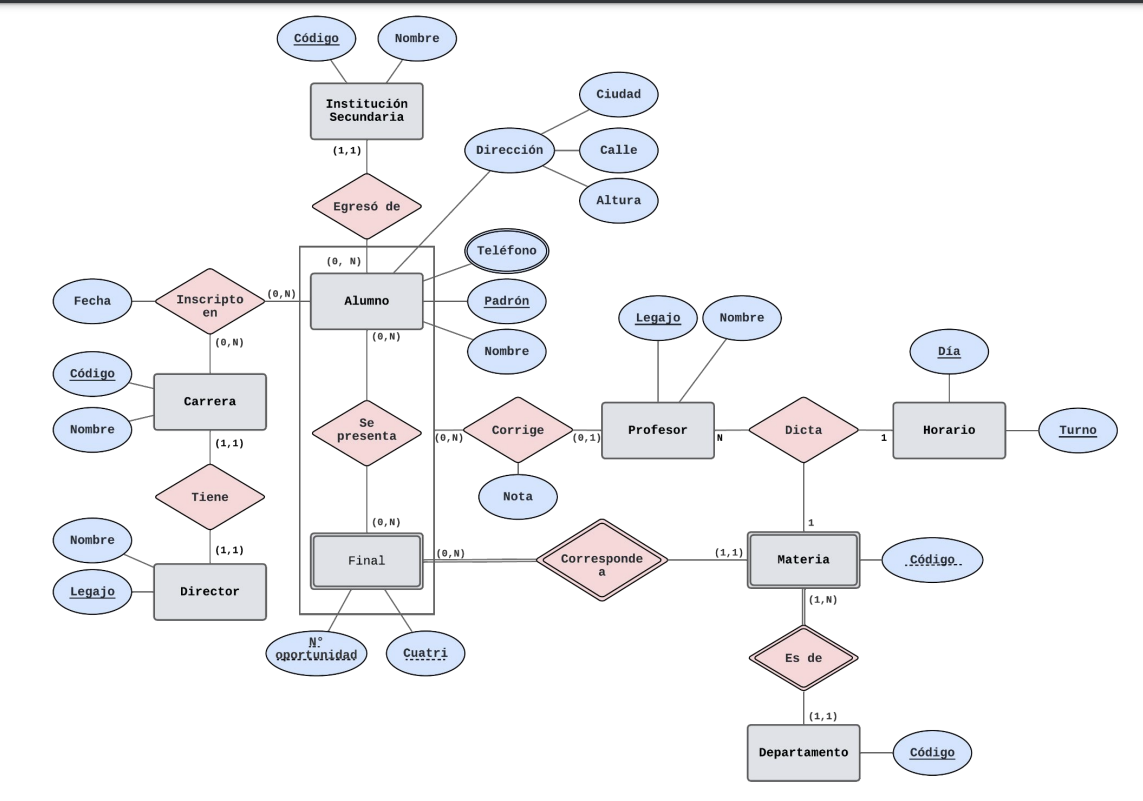 Código
Nombre
Institución
Secundaria
(1,1)
Egresó de
(0, N)
Ciudad
Dirección
Calle
Altura
Teléfono
Fecha
Inscripto
en
(0,N)
Alumno
Padrón
Nombre
(0,N)
(0,N)
Código
Nombre
Carrera
(1,1)
Tiene
(1,1)
Nombre
Legajo
Director
Se
presenta
(0,N)
Final
N°
oportunidad
Cuatri
(0,N)
Corrige
(0,1)
Nota
Legajo
Nombre
Profesor
N
Dicta
1
Día
Horario
Turno
1
(0,N)
Corresponde
a
(1,1)
Materia
Código
(1,N)
Es de
(1,1)
Departamento
Código